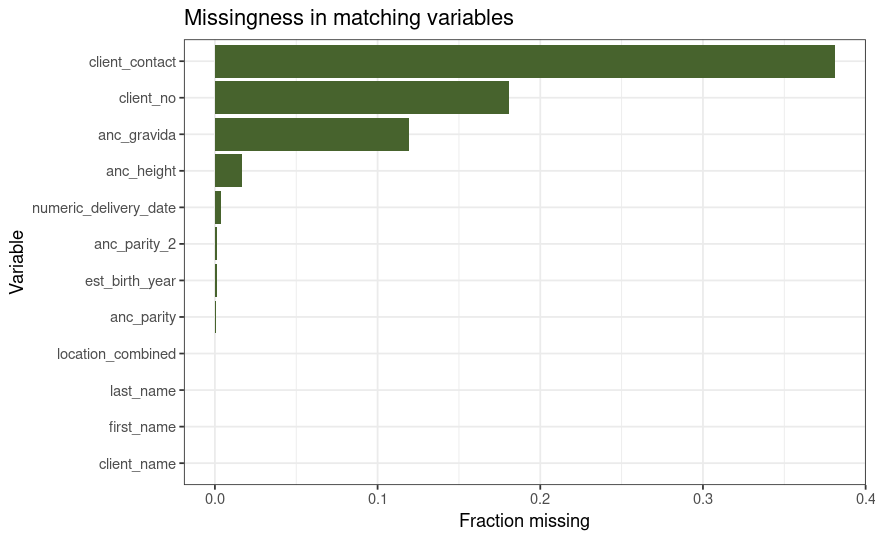 Missingness in matching variables
client_contact
client_no
anc_gravida
anc_height
numeric_delivery_date
anc_parity_2
est_birth_year
anc_parity
location_combined
last_name
first_name
client_name
Variable
0.0 0.1 0.2 0.3 0.4
Fraction missing